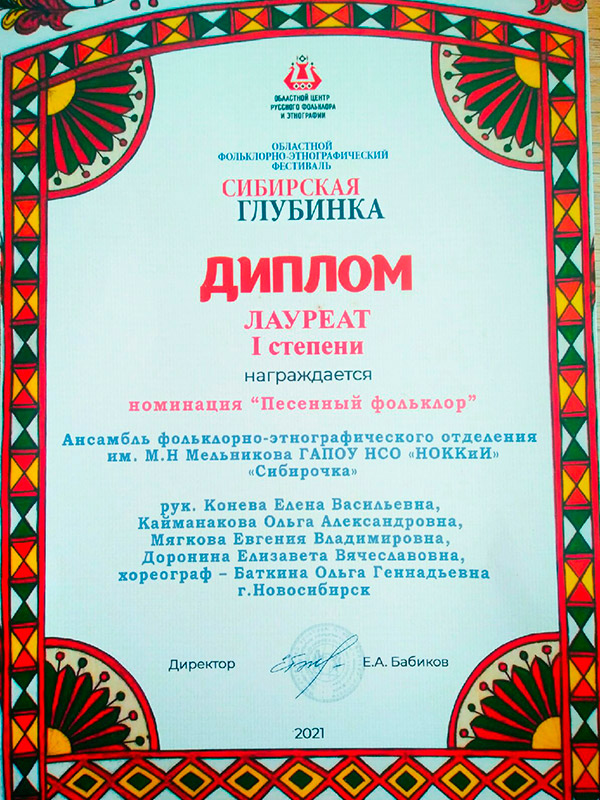 ОБЛАСТНОЙ ЦЕНТР
РУССКОГО ФОЛЬКЛОРА
И ЭТНОГРАФИИ
ОБЛАСТНОЙ
ФОЛЬКЛОРНО-ЭТНОГРАФИЧЕСКИЙ
ФЕСТИВАЛЬ
СИБИРСКАЯ
ГЛУБИНКА
ДИПЛОМ
ЛАУРЕАТ
I степени
награждается
номинация “Песенный фольклор”
Ансамбль фольклорно-этнографического отделения
им. М.Н Мельникова ГАПОУ НСО «НОККиИ»
«Сибирочка»
рук. Конева Елена Васильевна,
Кайманакова Ольга Александровна,
Мягкова Евгения Владимировна,
Доронина Елизавета Вячеславовна,
хореограф – Баткина Ольга Геннадьевна
г.Новосибирск
Директор Е.А. Бабиков
2021